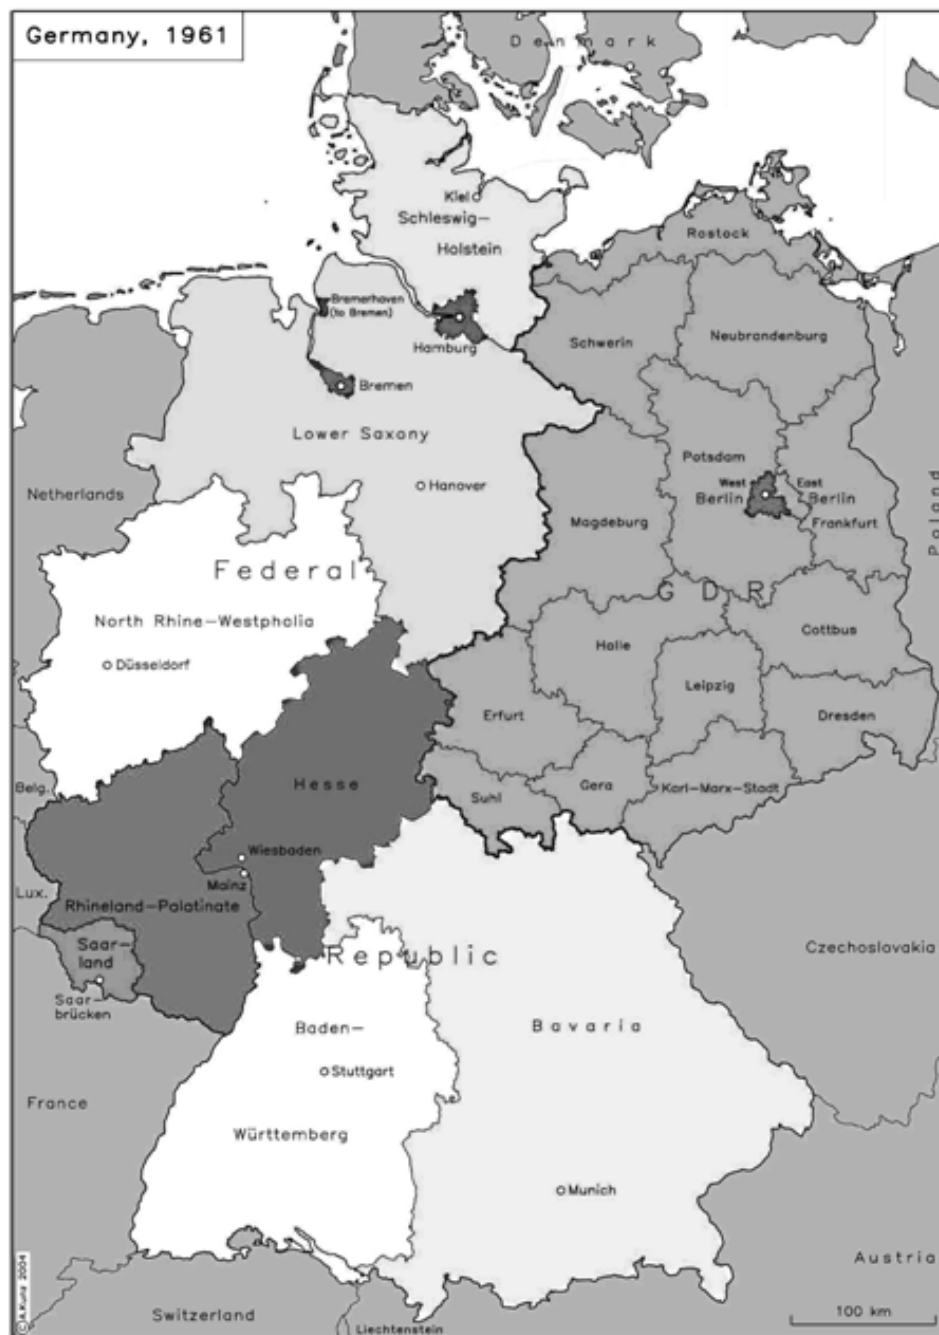 Germany, 1961
Denmark
Kiel
Schleswig-
Holstein
Rostock
Bremerhaven
(to Bremen)
Hamburg
Schwerin
Neubrandenburg
Bremen
Lower Saxony
Potsdam
Netherlands
Hanover
West
East
Berlin
Berlin
Poland
Magdeburg
Frankfurt
Federal
G D R
North Rhine-Westphalia
Cottbus
Halle
Düsseldorf
Leipzig
Erfurt
Dresden
Hesse
Belg.
Suhl
Gera
Karl-Marx-Stadt
Wiesbaden
Mainz
Lux.
Rhineland-Palatinate
Saar-
land
Republic
Czechoslovakia
Saar-
brücken
Baden-
Bavaria
Stuttgart
France
Württemberg
Munich
Austria
©A.Kunz 2004
Switzerland
100 km
Liechtenstein